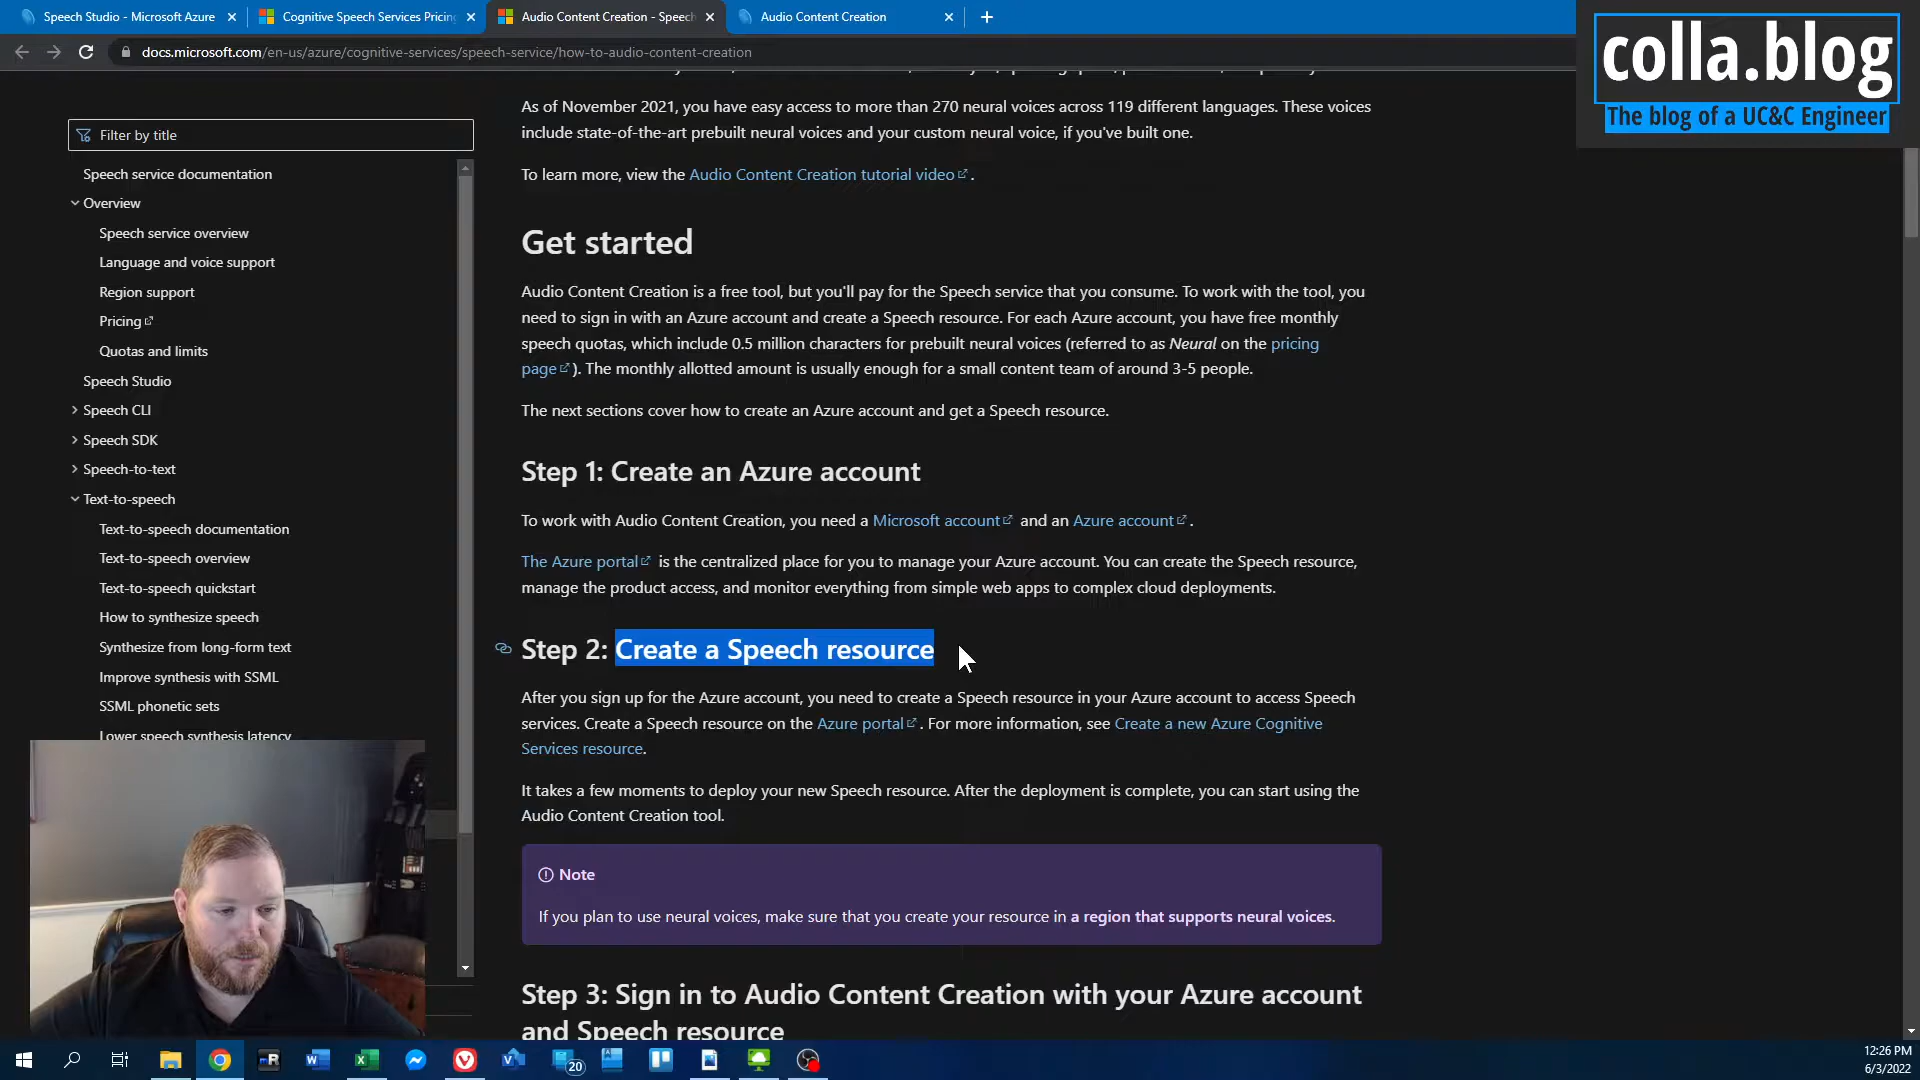 Speech Studio - Microsoft Azure
Cognitive Speech Services Pricing
Audio Content Creation - Speech
Audio Content Creation
docs.microsoft.com/en-us/azure/cognitive-services/speech-service/how-to-audio-content-creation
colla.blog
The blog of a UC&C Engineer
Filter by title
Speech service documentation
Overview
Speech service overview
Language and voice support
Region support
Pricing
Quotas and limits
Speech Studio
Speech CLI
Speech SDK
Speech-to-text
Text-to-speech
Text-to-speech documentation
Text-to-speech overview
Text-to-speech quickstart
How to synthesize speech
Synthesize from long-form text
Improve synthesis with SSML
SSML phonetic sets
Lower speech synthesis latency
As of November 2021, you have easy access to more than 270 neural voices across 119 different languages. These voices
include state-of-the-art prebuilt neural voices and your custom neural voice, if you've built one.
To learn more, view the Audio Content Creation tutorial video.
Get started
Audio Content Creation is a free tool, but you'll pay for the Speech service that you consume. To work with the tool, you
need to sign in with an Azure account and create a Speech resource. For each Azure account, you have free monthly
speech quotas, which include 0.5 million characters for prebuilt neural voices (referred to as Neural on the pricing
page). The monthly allotted amount is usually enough for a small content team of around 3-5 people.
The next sections cover how to create an Azure account and get a Speech resource.
Step 1: Create an Azure account
To work with Audio Content Creation, you need a Microsoft account and an Azure account.
The Azure portal is the centralized place for you to manage your Azure account. You can create the Speech resource,
manage the product access, and monitor everything from simple web apps to complex cloud deployments.
Step 2: Create a Speech resource
After you sign up for the Azure account, you need to create a Speech resource in your Azure account to access Speech
services. Create a Speech resource on the Azure portal. For more information, see Create a new Azure Cognitive
Services resource.
It takes a few moments to deploy your new Speech resource. After the deployment is complete, you can start using the
Audio Content Creation tool.
Note
If you plan to use neural voices, make sure that you create your resource in a region that supports neural voices.
Step 3: Sign in to Audio Content Creation with your Azure account
and Speech resource
20
12:26 PM
6/3/2022